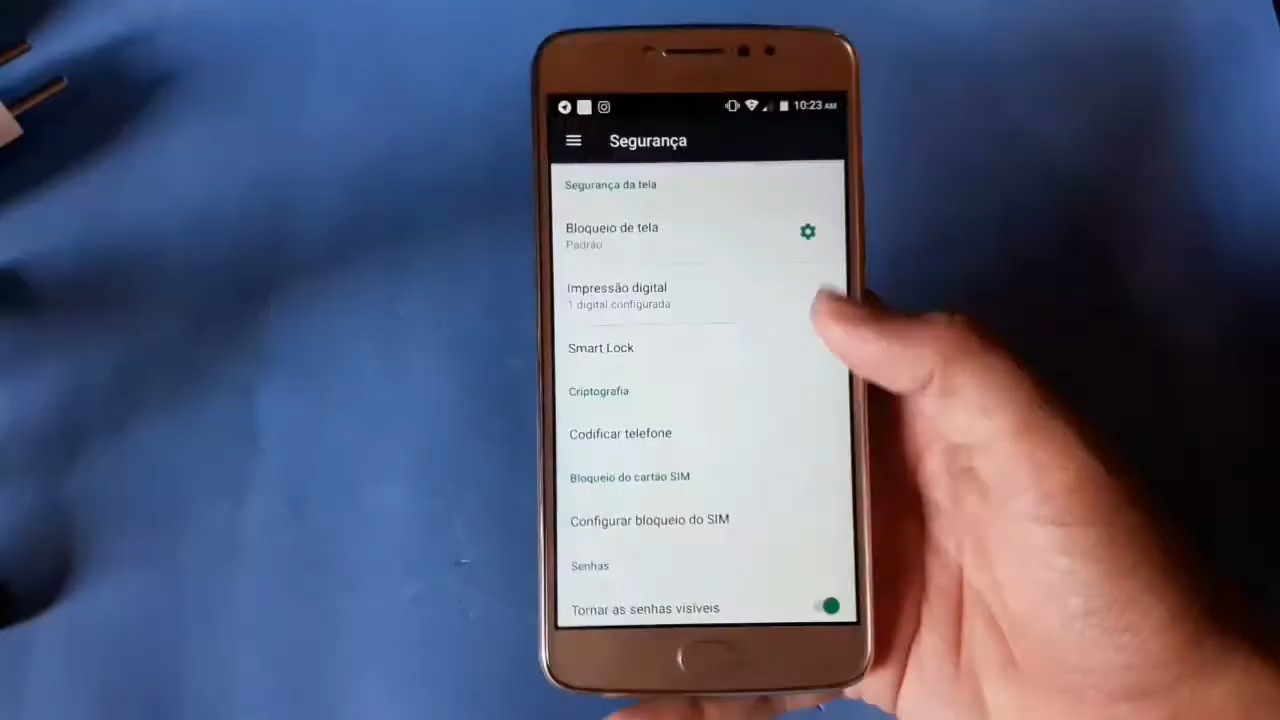 10:23 AM
Segurança
Segurança da tela
Bloqueio de tela
Padrão
Impressão digital
1 digital configurada
Smart Lock
Criptografia
Codificar telefone
Bloqueio do cartão SIM
Configurar bloqueio do SIM
Senhas
Tornar as senhas visíveis